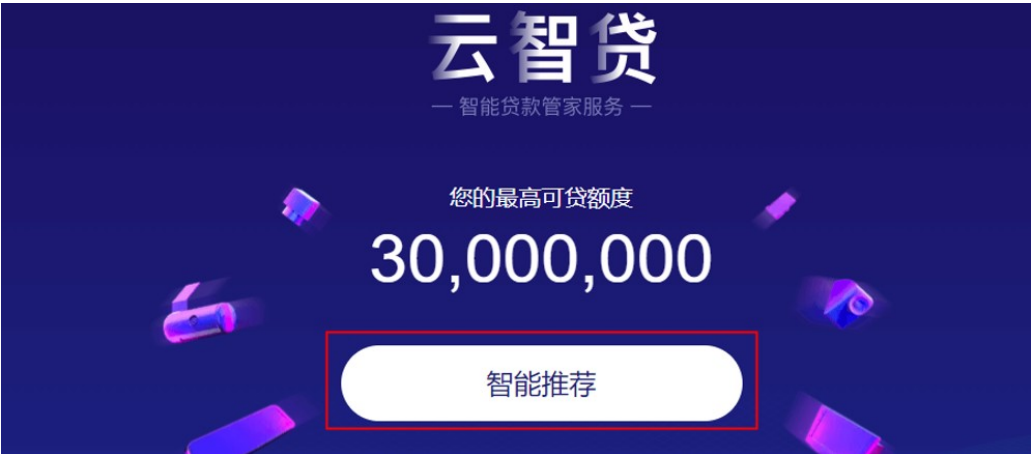 云智贷
— 智能贷款管家服务 —
您的最高可贷额度
30,000,000
智能推荐